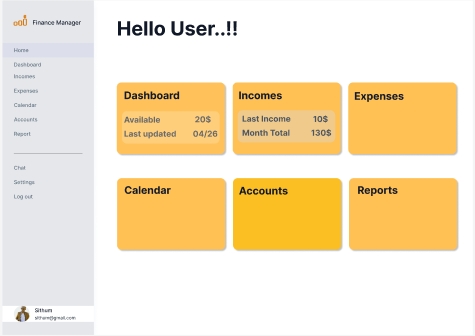 Finance Manager
Home
Dashboard
Incomes
Expenses
Calendar
Accounts
Report
Chat
Settings
Log out
Sithum
sithum@gmail.com
Hello User..!!
Dashboard
Available 20$
Last updated 04/26
Incomes
Last Income 10$
Month Total 130$
Expenses
Calendar
Accounts
Reports